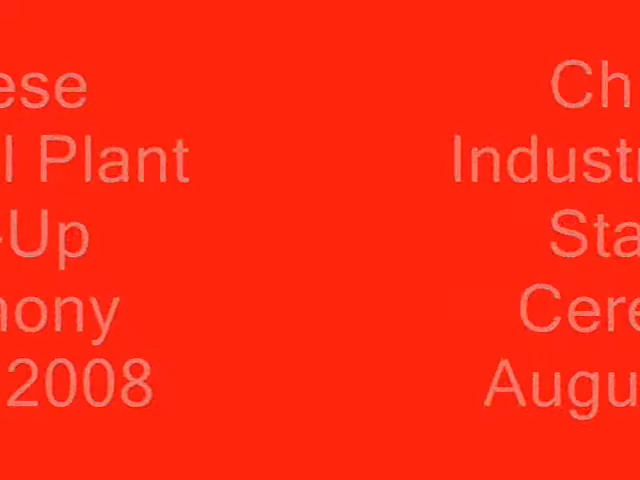 ese
l Plant
-Up
mony
2008
Ch
Industr
Sta
Cere
Augu